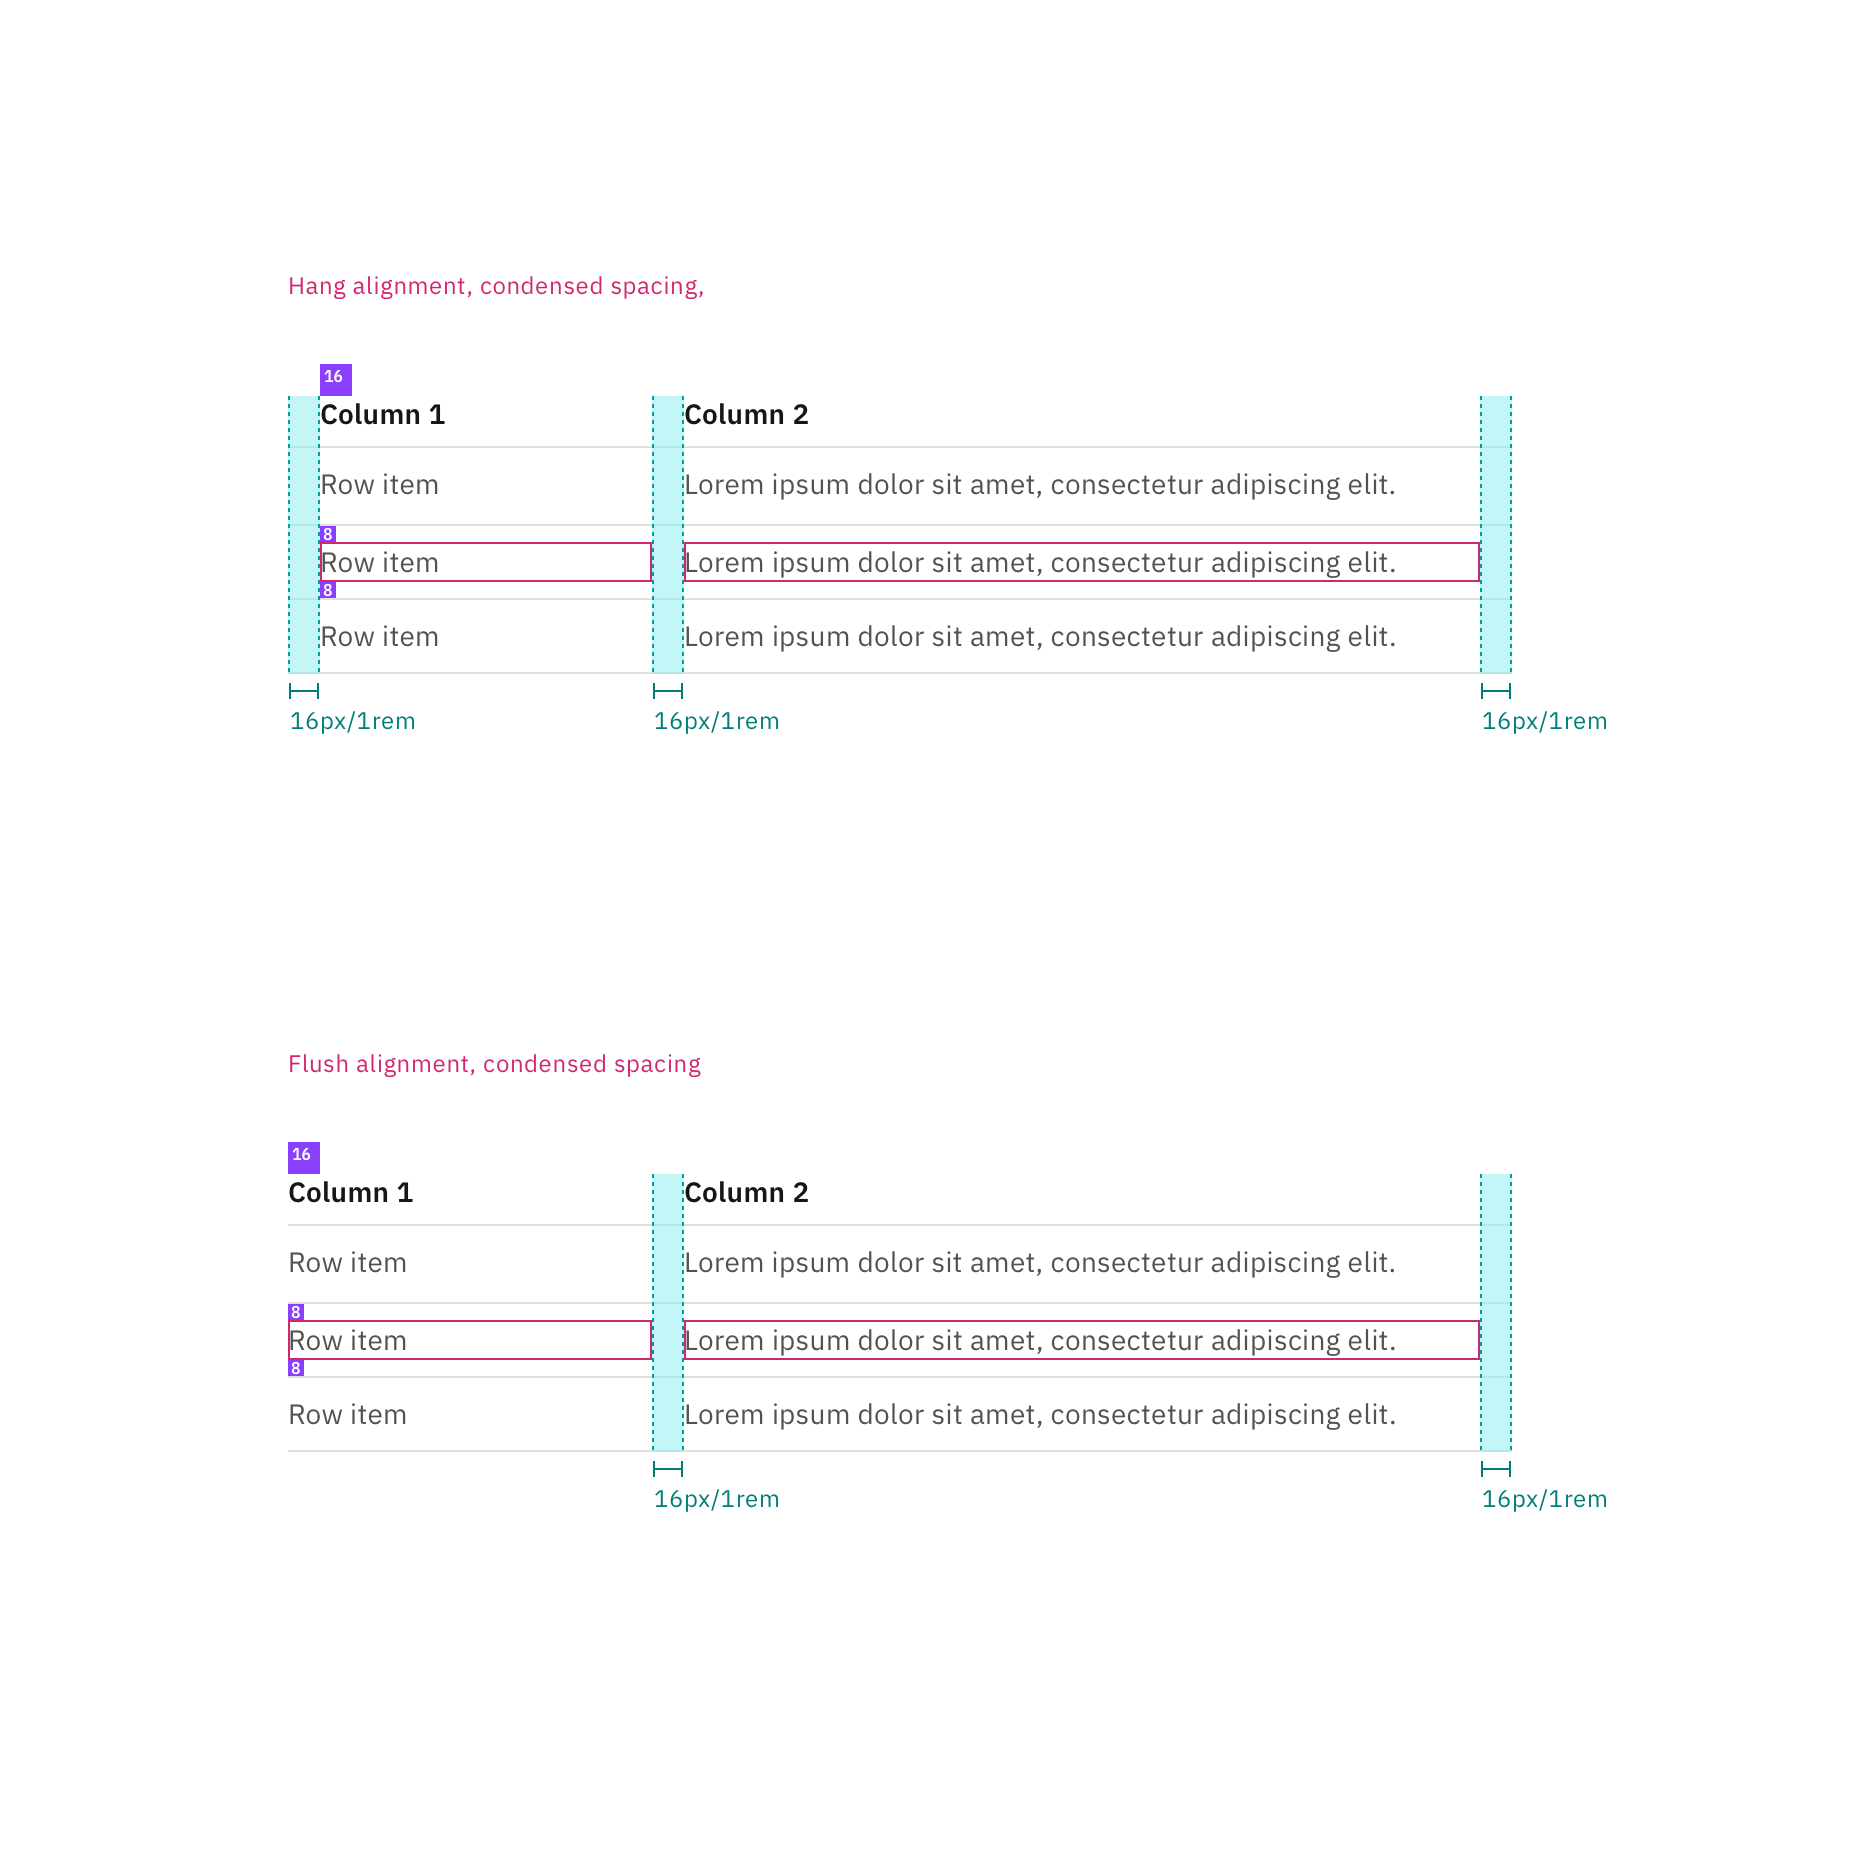 Hang alignment, condensed spacing,
16
Column 1 Column 2
Row item Lorem ipsum dolor sit amet, consectetur adipiscing elit.
8
Row item Lorem ipsum dolor sit amet, consectetur adipiscing elit.
8
Row item Lorem ipsum dolor sit amet, consectetur adipiscing elit.
16px/1rem 16px/1rem 16px/1rem
Flush alignment, condensed spacing
16
Column 1 Column 2
Row item Lorem ipsum dolor sit amet, consectetur adipiscing elit.
8
Row item Lorem ipsum dolor sit amet, consectetur adipiscing elit.
8
Row item Lorem ipsum dolor sit amet, consectetur adipiscing elit.
16px/1rem 16px/1rem